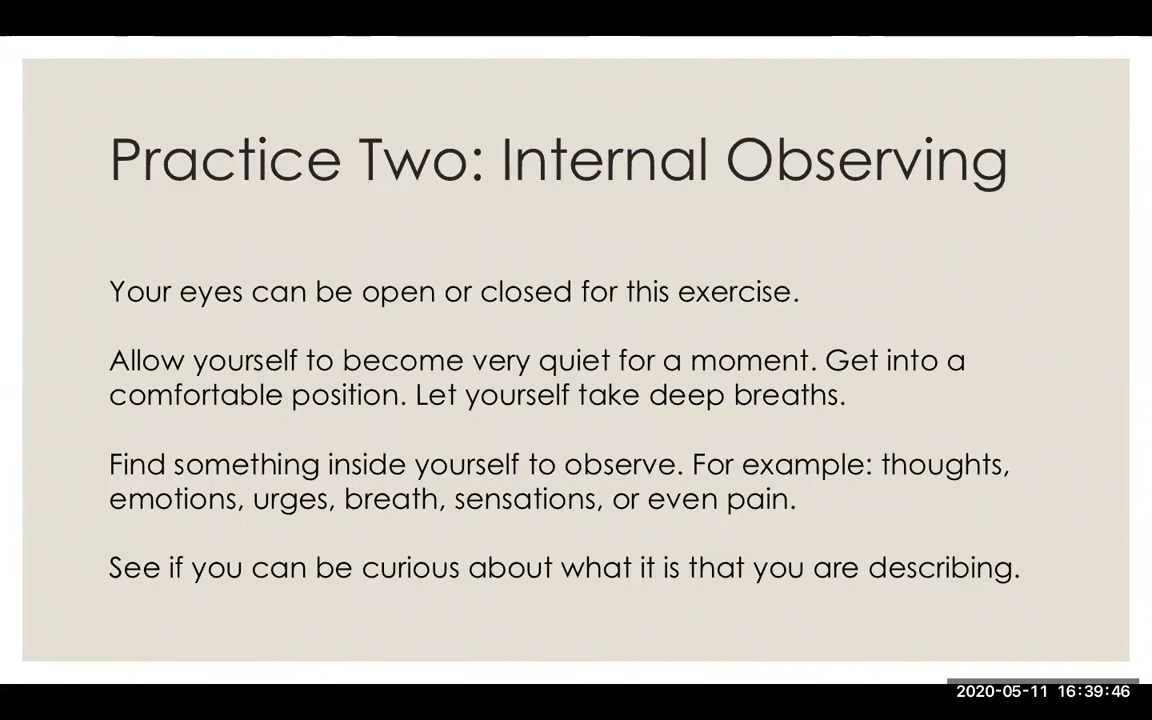 Practice Two: Internal Observing
Your eyes can be open or closed for this exercise.
Allow yourself to become very quiet for a moment. Get into a
comfortable position. Let yourself take deep breaths.
Find something inside yourself to observe. For example: thoughts,
emotions, urges, breath, sensations, or even pain.
See if you can be curious about what it is that you are describing.
2020-05-11 16:39:46